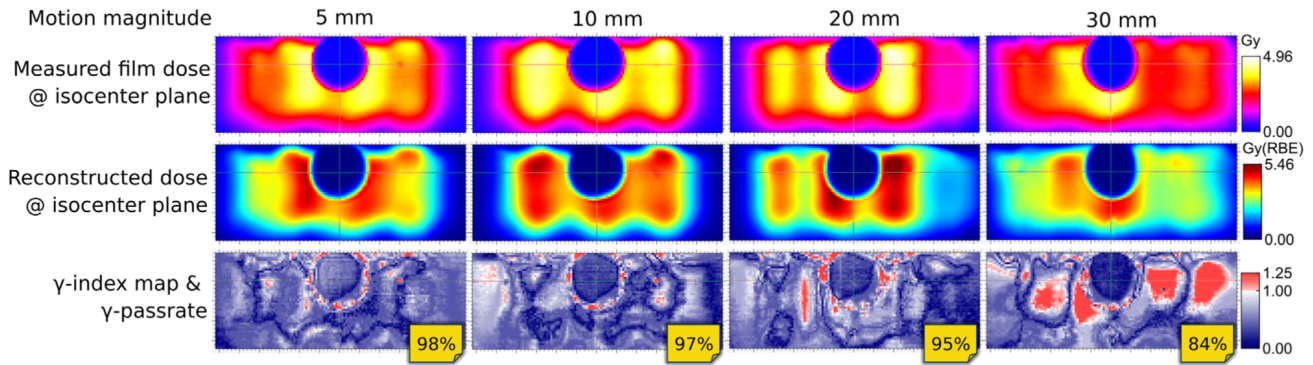 Motion magnitude 5 mm 10 mm 20 mm 30 mm
Measured film dose
@ isocenter plane
Gy
4.96
0.00
Reconstructed dose
@ isocenter plane
Gy(RBE)
5.46
0.00
γ-index map &
γ-passrate
1.25
1.00
0.00
98% 97% 95% 84%